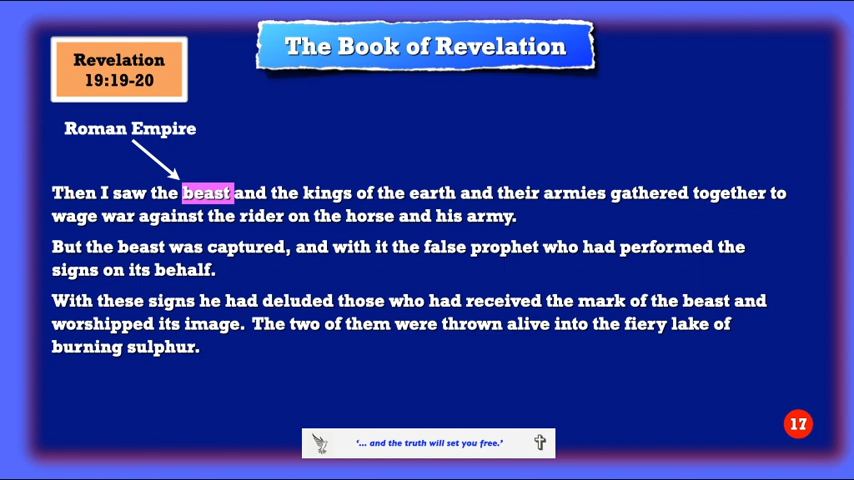 The Book of Revelation
Revelation
19:19-20
Roman Empire
Then I saw the beast and the kings of the earth and their armies gathered together to
wage war against the rider on the horse and his army.
But the beast was captured, and with it the false prophet who had performed the
signs on its behalf.
With these signs he had deluded those who had received the mark of the beast and
worshipped its image. The two of them were thrown alive into the fiery lake of
burning sulphur.
17
'... and the truth will set you free.'